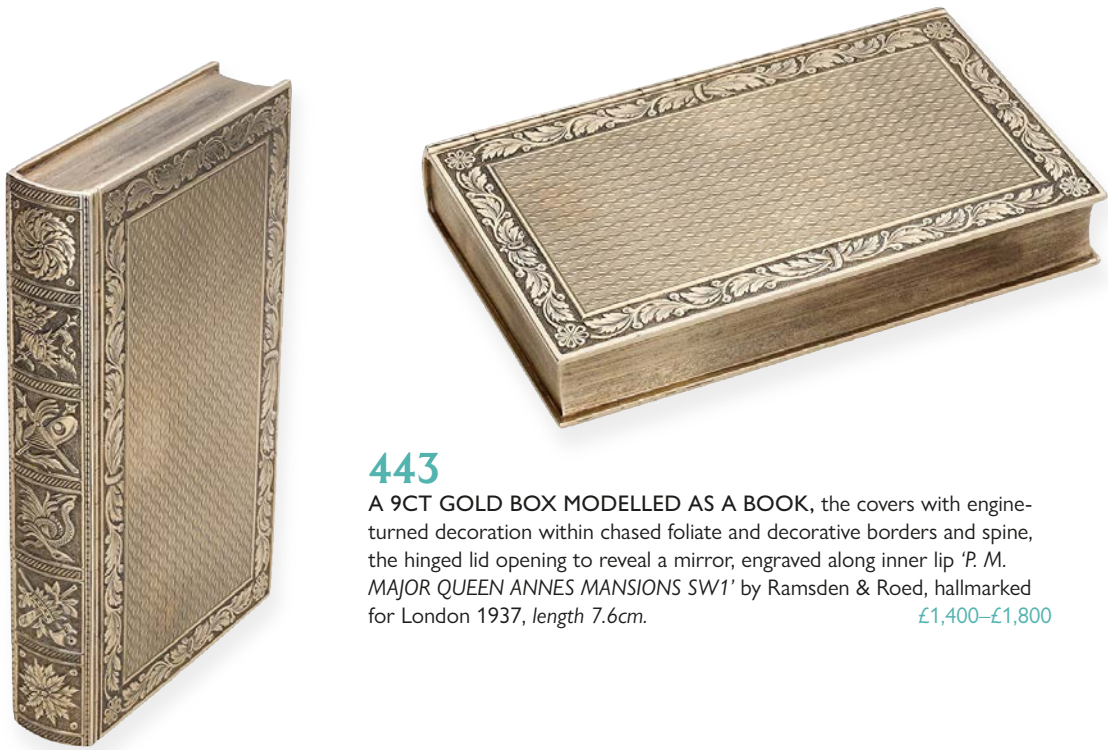 443
A 9CT GOLD BOX MODELLED AS A BOOK, the covers with engine-
turned decoration within chased foliate and decorative borders and spine,
the hinged lid opening to reveal a mirror, engraved along inner lip ‘P. M.
MAJOR QUEEN ANNES MANSIONS SW1’ by Ramsden & Roed, hallmarked
for London 1937, length 7.6cm. £1,400–£1,800